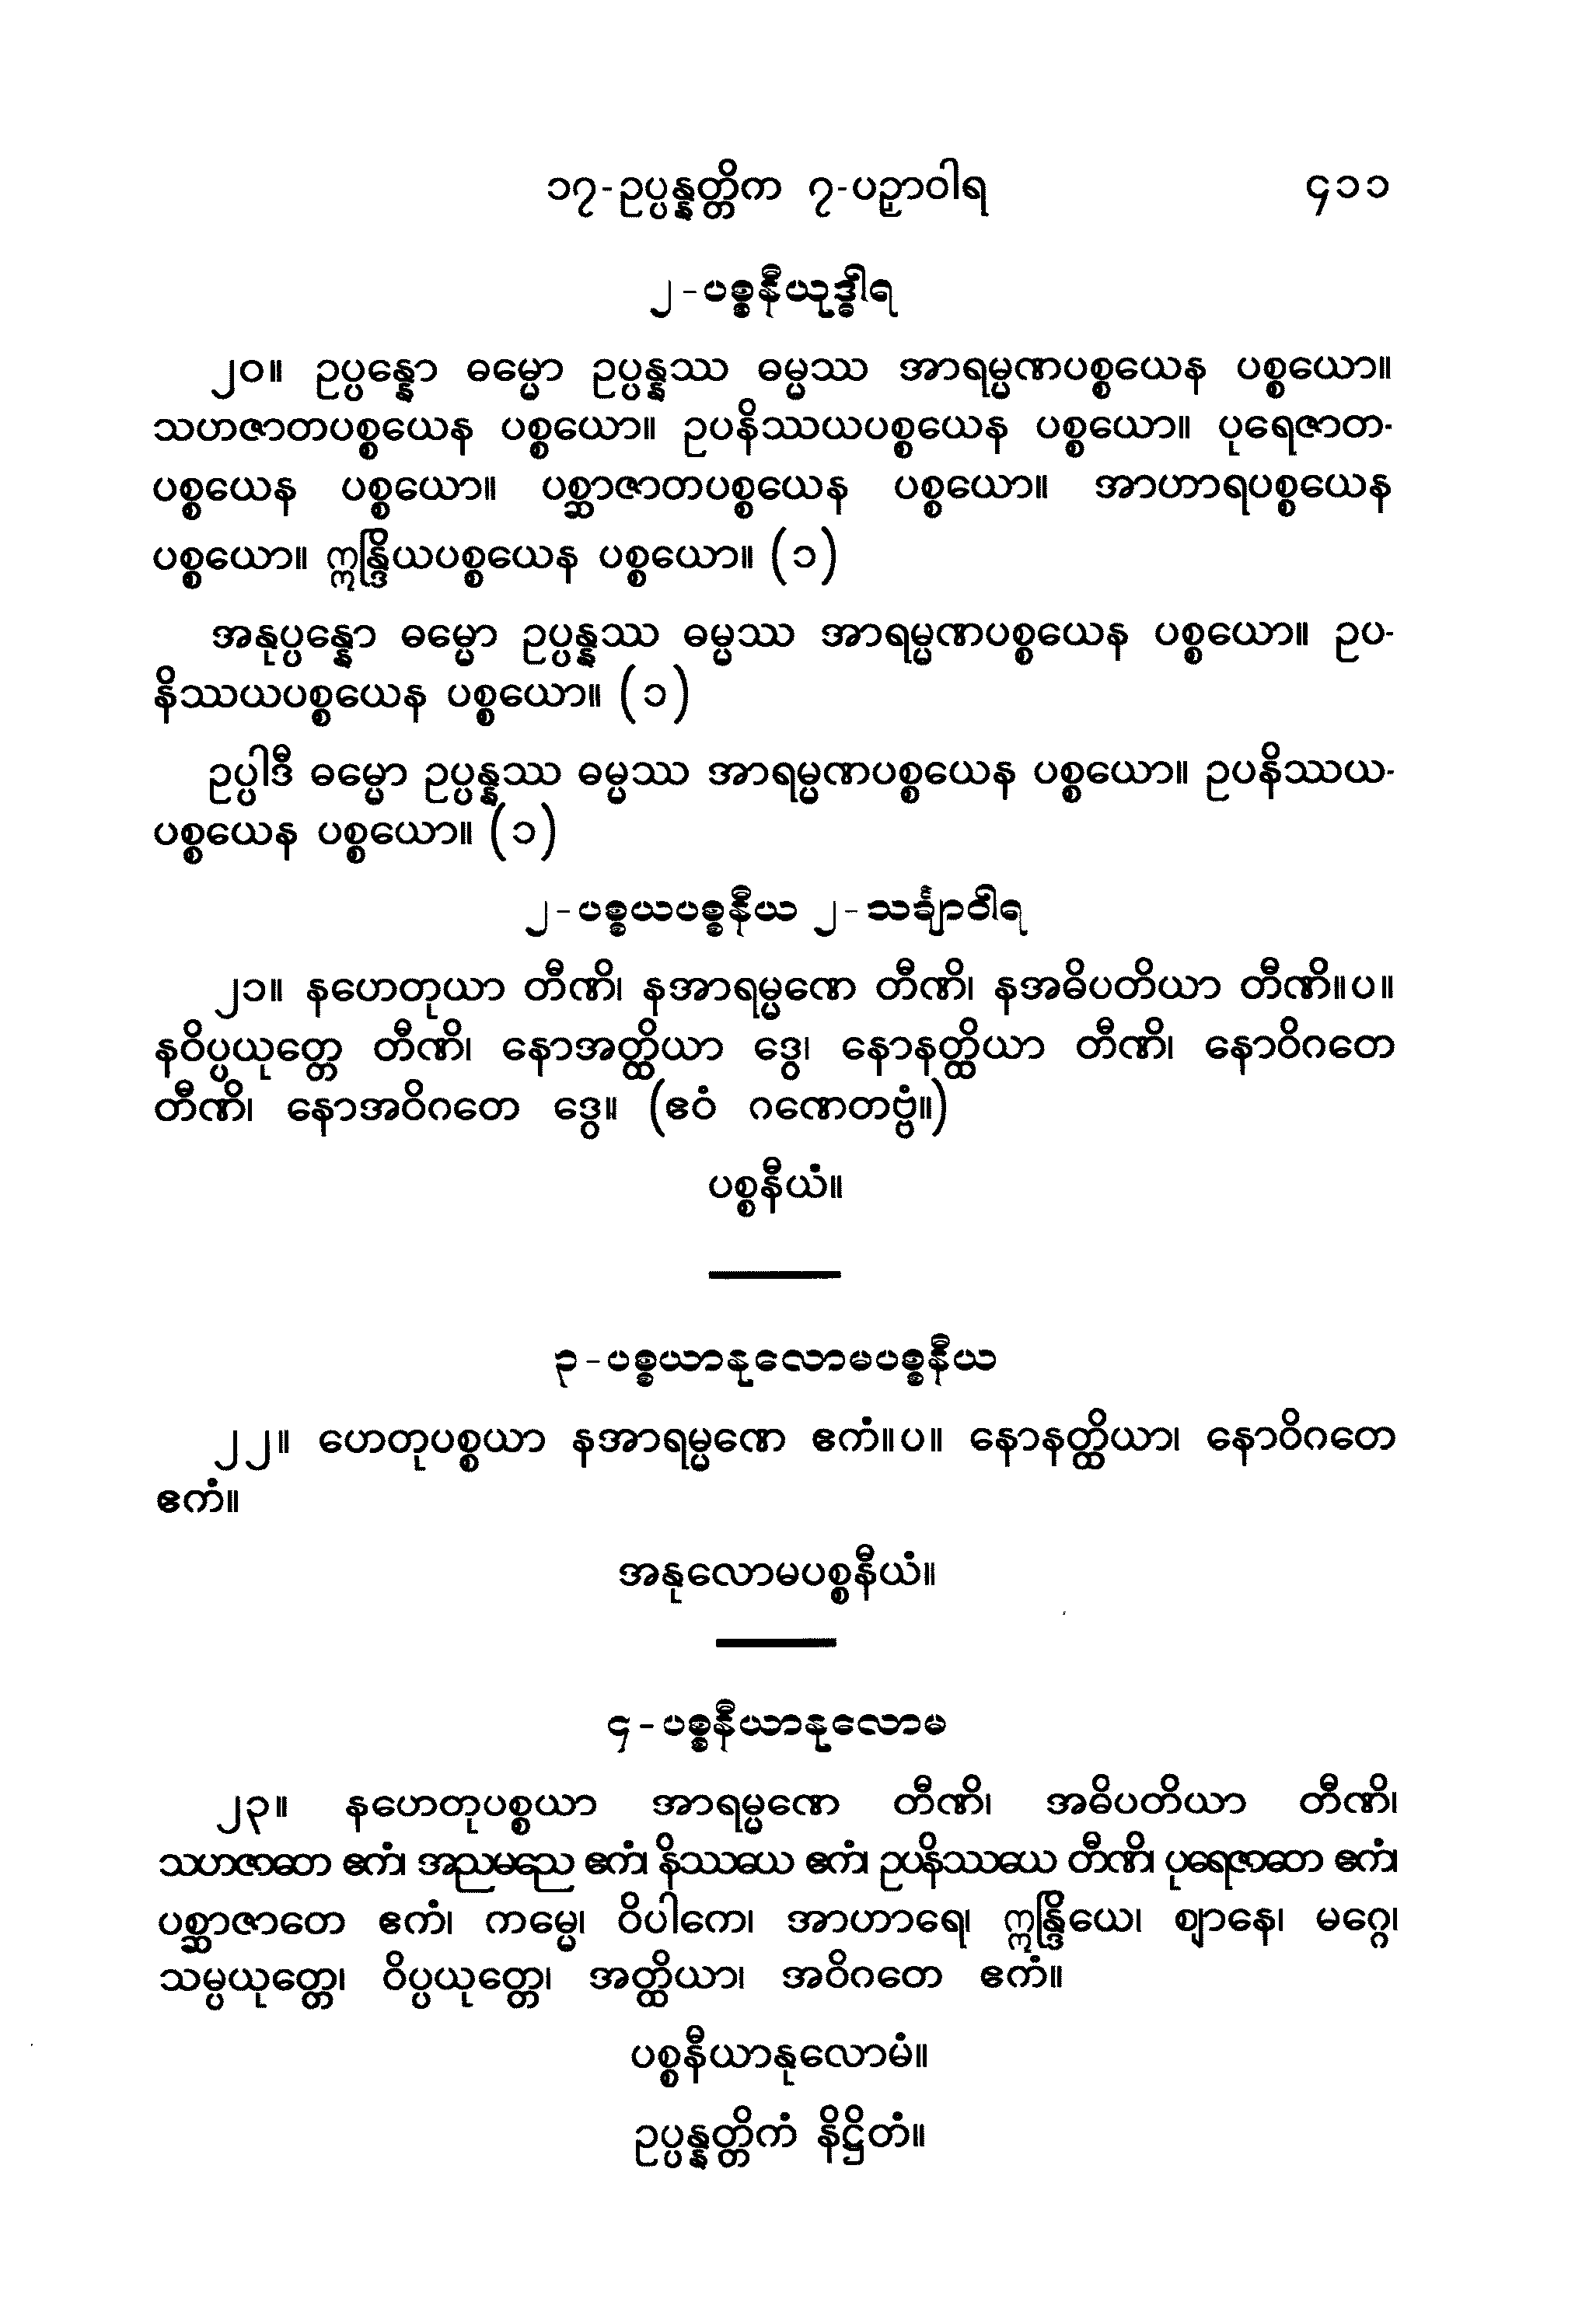 ၁၇-ဥပ္ပန္နတ္တိက ၇-ပဉှာဝါရ ၄၁၁
၂-ပစ္စနီယုဒ္ဓါရ
၂၀။ ဥပ္ပန္နော ဓမ္မော ဥပ္ပန္နဿ ဓမ္မဿ အာရမ္မဏပစ္စယေန ပစ္စယော။
သဟဇာတပစ္စယေန ပစ္စယော။ ဥပနိဿယပစ္စယေန ပစ္စယော။ ပုရေဇာတ-
ပစ္စယေန ပစ္စယော။ ပစ္ဆာဇာတပစ္စယေန ပစ္စယော။ အာဟာရပစ္စယေန
ပစ္စယော။ ဣန္ဒြိယပစ္စယေန ပစ္စယော။ (၁)
အနုပ္ပန္နော ဓမ္မော ဥပ္ပန္နဿ ဓမ္မဿ အာရမ္မဏပစ္စယေန ပစ္စယော။ ဥပ-
နိဿယပစ္စယေန ပစ္စယော။ (၁)
ဥပ္ပါဒီ ဓမ္မော ဥပ္ပန္နဿ ဓမ္မဿ အာရမ္မဏပစ္စယေန ပစ္စယော။ ဥပနိဿယ-
ပစ္စယေန ပစ္စယော။ (၁)
၂-ပစ္စယပစ္စနီယ ၂-သင်္ချာဝါရ
၂၁။ နဟေတုယာ တီဏိ၊ နအာရမ္မဏေ တီဏိ၊ နအဓိပတိယာ တီဏိ။ပ။
နဝိပ္ပယုတ္တေ တီဏိ၊ နောအတ္ထိယာ ဒွေ၊ နောနတ္ထိယာ တီဏိ၊ နောဝိဂတေ
တီဏိ၊ နောအဝိဂတေ ဒွေ။ (ဧဝံ ဂဏေတဗ္ဗံ။)
ပစ္စနီယံ။
၃-ပစ္စယာနုလောမပစ္စနီယ
၂၂။ ဟေတုပစ္စယာ နအာရမ္မဏေ ဧကံ။ပ။ နောနတ္ထိယာ၊ နောဝိဂတေ
ဧကံ။
အနုလောမပစ္စနီယံ။
၄-ပစ္စနီယာနုလောမ
၂၃။ နဟေတုပစ္စယာ အာရမ္မဏေ တီဏိ၊ အဓိပတိယာ တီဏိ၊
သဟဇာတေ ဧကံ၊ အညမညေ ဧကံ၊ နိဿယေ ဧကံ၊ ဥပနိဿယေ တီဏိ၊ ပုရေဇာတေ ဧကံ၊
ပစ္ဆာဇာတေ ဧကံ၊ ကမ္မေ၊ ဝိပါကေ၊ အာဟာရေ၊ ဣန္ဒြိယေ၊ ဈာနေ၊ မဂ္ဂေ၊
သမ္ပယုတ္တေ၊ ဝိပ္ပယုတ္တေ၊ အတ္ထိယာ၊ အဝိဂတေ ဧကံ။
ပစ္စနီယာနုလောမံ။
ဥပ္ပန္နတ္တိကံ နိဋ္ဌိတံ။